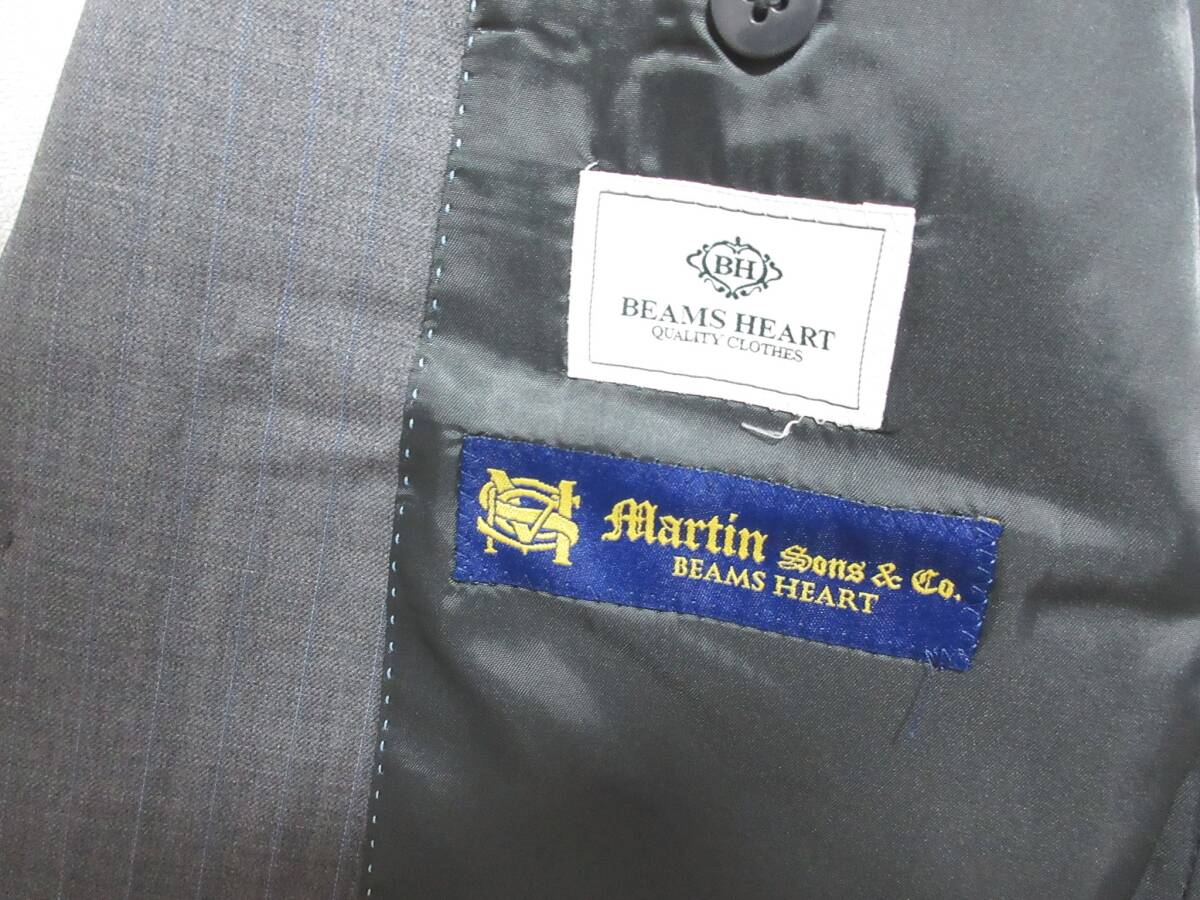 BH
BEAMS HEART
QUALITY CLOTHES
Martin Sons & Co.
BEAMS HEART